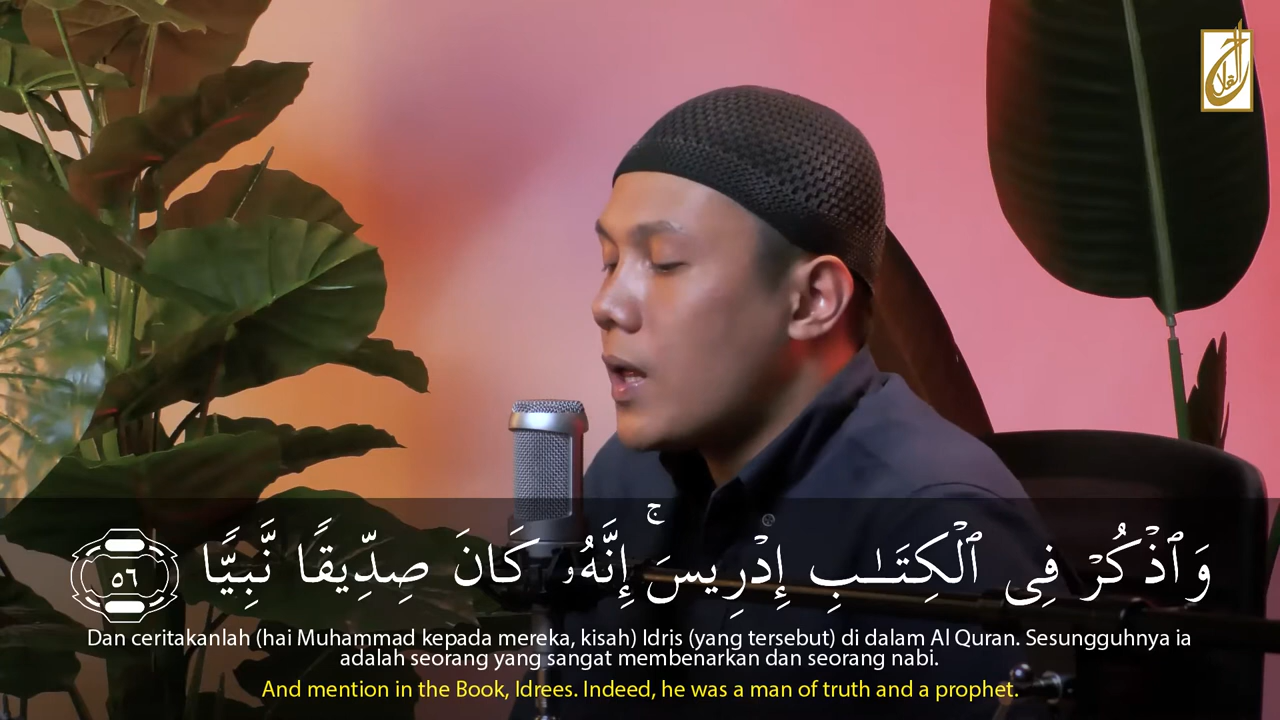 وَٱذْكُرْ فِى ٱلْكِتَـٰبِ إِدْرِيسَ ۚ إِنَّهُۥ كَانَ صِدِّيقًا نَّبِيًّا ٥٦
Dan ceritakanlah (hai Muhammad kepada mereka, kisah) Idris (yang tersebut) di dalam Al Quran. Sesungguhnya ia
adalah seorang yang sangat membenarkan dan seorang nabi.
And mention in the Book, Idrees. Indeed, he was a man of truth and a prophet.